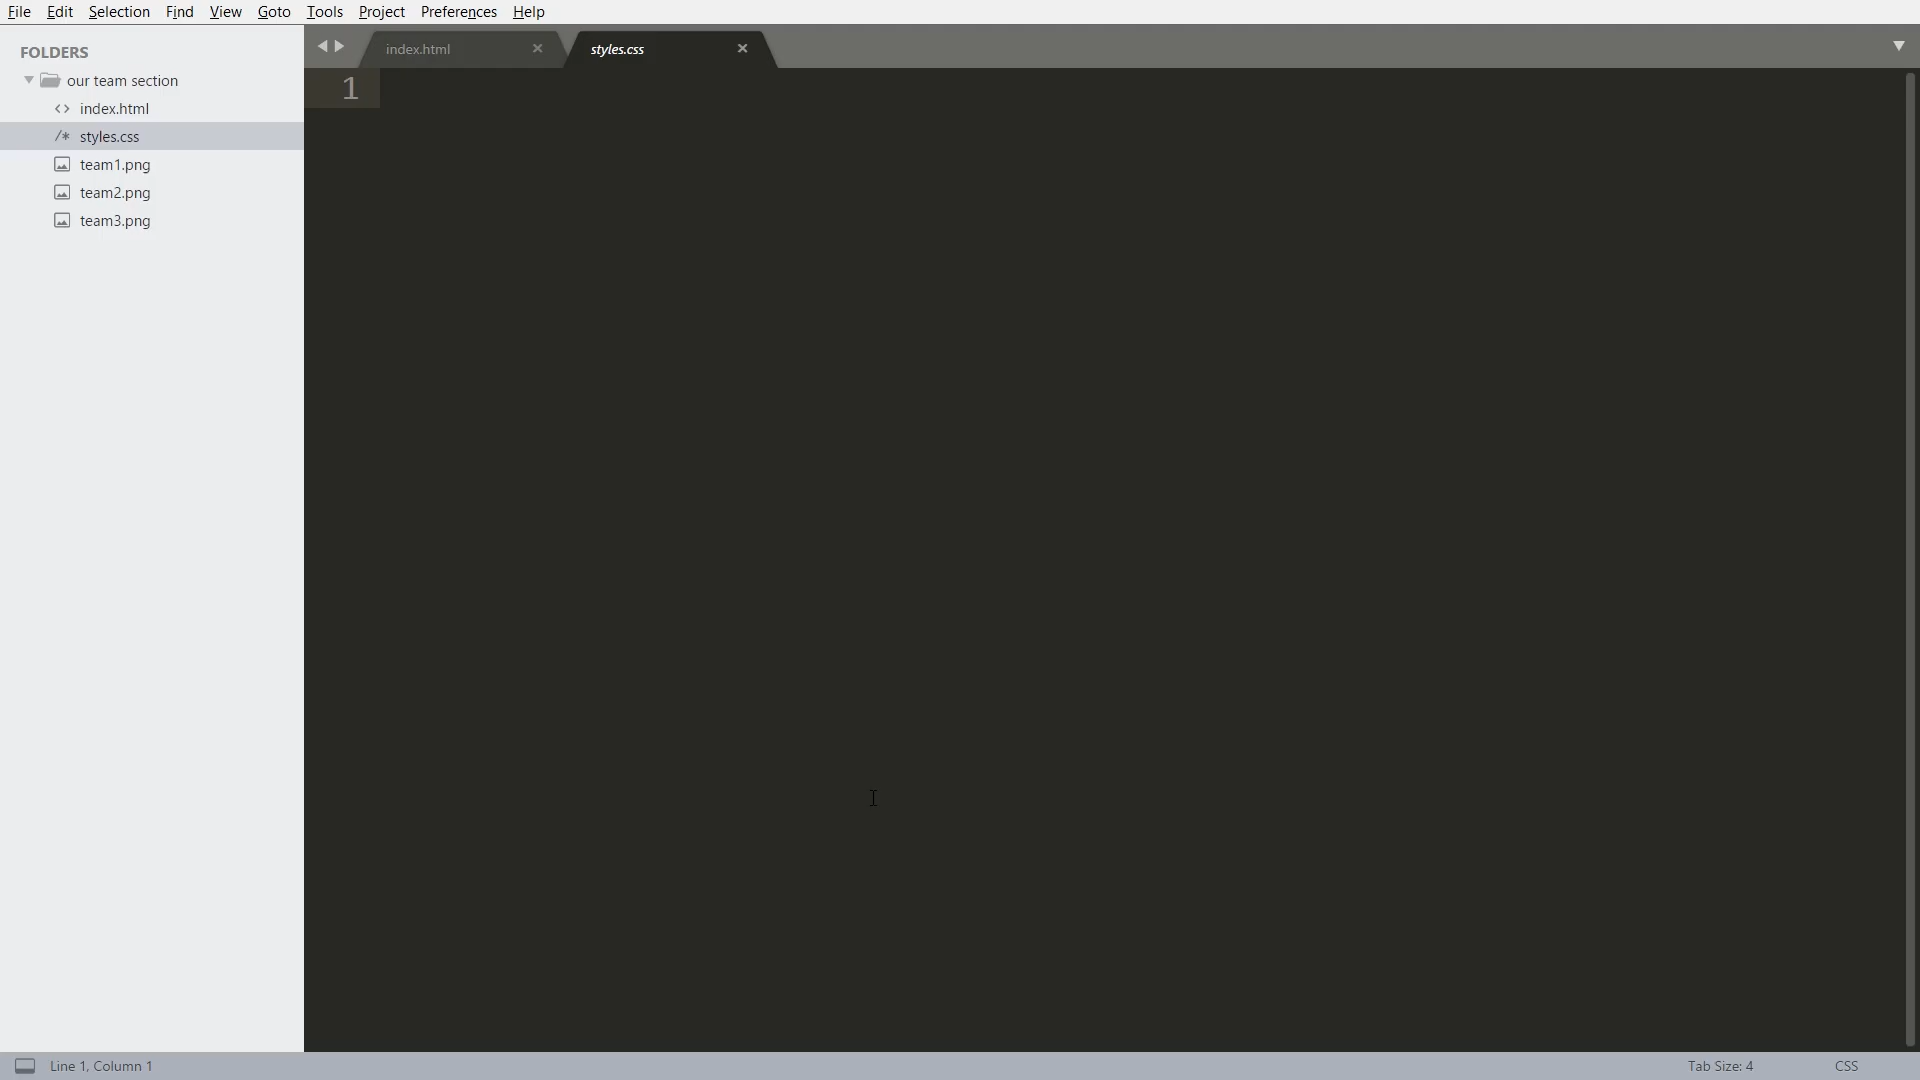 File Edit Selection Find View Goto Tools Project Preferences Help
FOLDERS
our team section
<> index.html
/* styles.css
team1.png
team2.png
team3.png
index.html × styles.css ×
1
Line 1, Column 1
Tab Size: 4 CSS